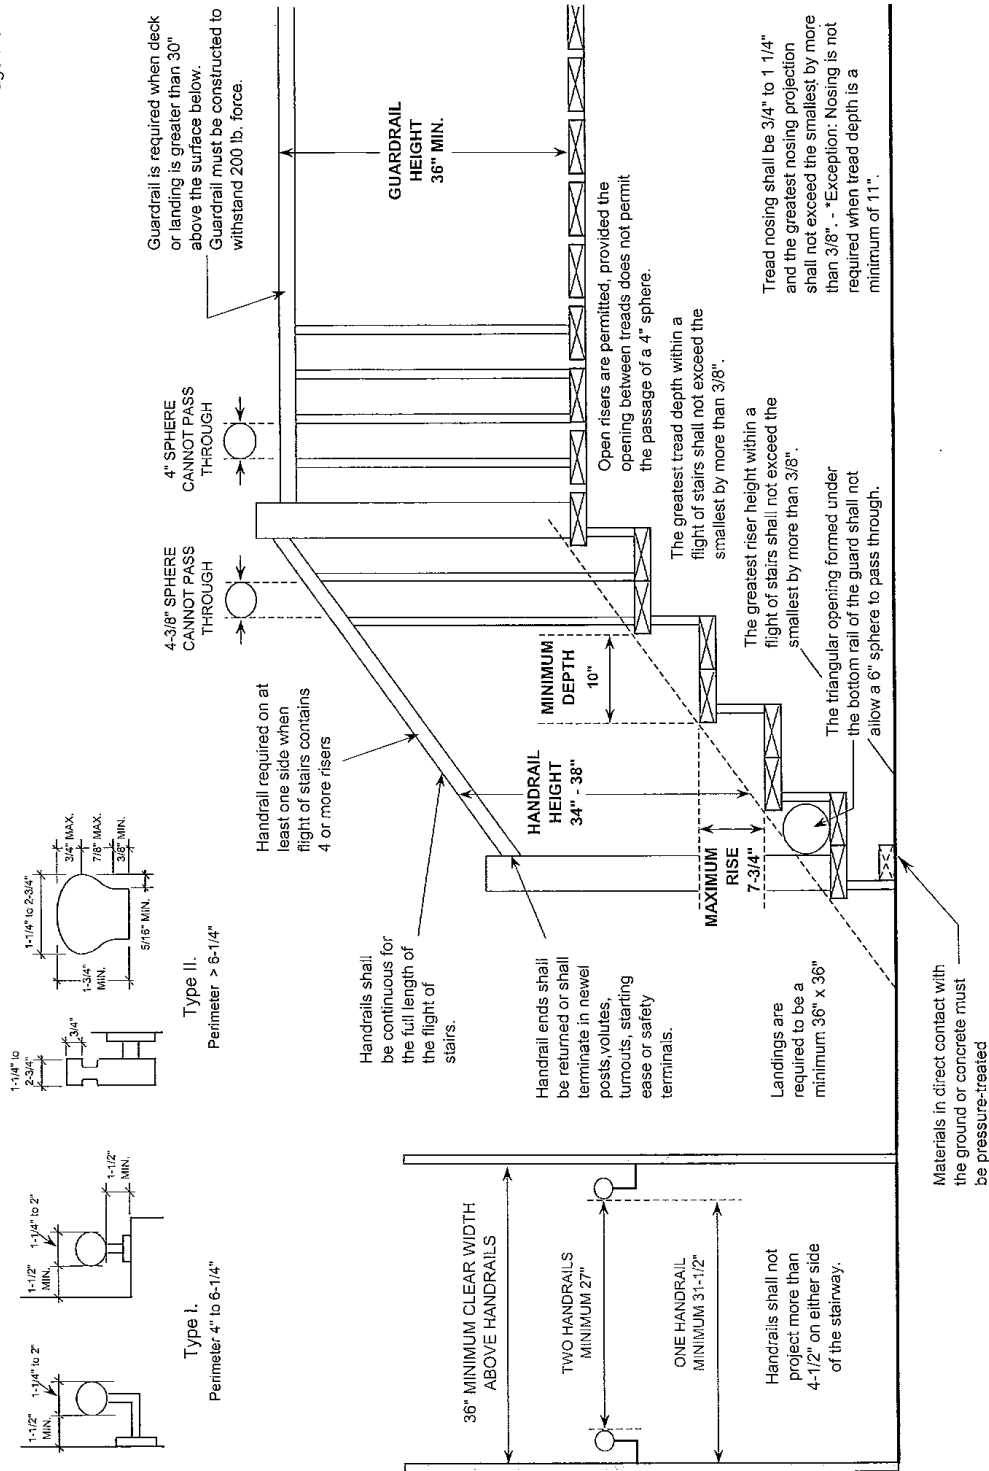 1-1/2"
MIN.
1-1/4" to 2"
1-1/2"
MIN.
1-1/4" to 2"
1-1/2"
MIN.
Type I.
Perimeter 4" to 6-1/4"
1-1/4" to
2-3/4"
3/4"
1-3/4"
MIN.
1-1/4" to 2-3/4"
3/4" MAX.
7/8" MAX.
3/8" MIN.
5/16" MIN.
Type II.
Perimeter > 6-1/4"
Handrails shall
be continuous for
the full length of
the flight of
stairs.
Handrail required on at
least one side when
flight of stairs contains
4 or more risers
4-3/8" SPHERE
CANNOT PASS
THROUGH
4" SPHERE
CANNOT PASS
THROUGH
Guardrail is required when deck
or landing is greater than 30"
above the surface below.
Guardrail must be constructed to
withstand 200 lb. force.
GUARDRAIL
HEIGHT
36" MIN.
36" MINIMUM CLEAR WIDTH
ABOVE HANDRAILS
TWO HANDRAILS
MINIMUM 27"
ONE HANDRAIL
MINIMUM 31-1/2"
Handrails shall not
project more than
4-1/2" on either side
of the stairway.
Handrail ends shall
be returned or shall
terminate in newel
posts,volutes,
turnouts, starting
ease or safety
terminals.
HANDRAIL
HEIGHT
34" - 38"
MINIMUM
DEPTH
10"
MAXIMUM
RISE
7-3/4"
Landings are
required to be a
minimum 36" x 36"
Open risers are permitted, provided the
opening between treads does not permit
the passage of a 4" sphere.
The greatest tread depth within a
flight of stairs shall not exceed the
smallest by more than 3/8".
The greatest riser height within a
flight of stairs shall not exceed the
smallest by more than 3/8".
The triangular opening formed under
the bottom rail of the guard shall not
allow a 6" sphere to pass through.
Tread nosing shall be 3/4" to 1 1/4"
and the greatest nosing projection
shall not exceed the smallest by more
than 3/8". - *Exception: Nosing is not
required when tread depth is a
minimum of 11".
Materials in direct contact with
the ground or concrete must
be pressure-treated